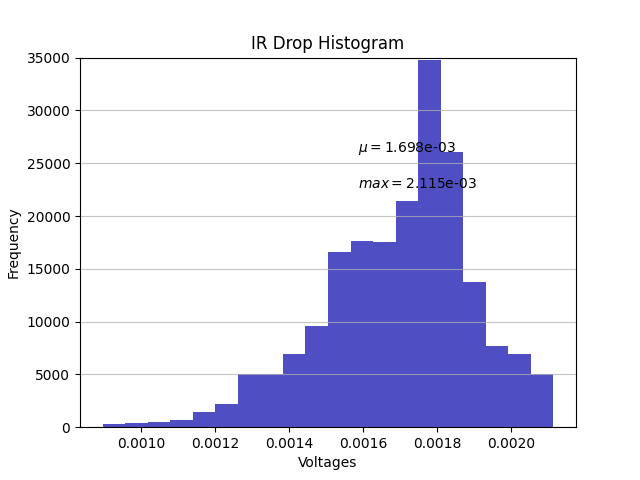 IR Drop Histogram
35000
30000
25000
20000
15000
10000
5000
0
Frequency
μ = 1.698e-03
max = 2.115e-03
0.0010 0.0012 0.0014 0.0016 0.0018 0.0020
Voltages